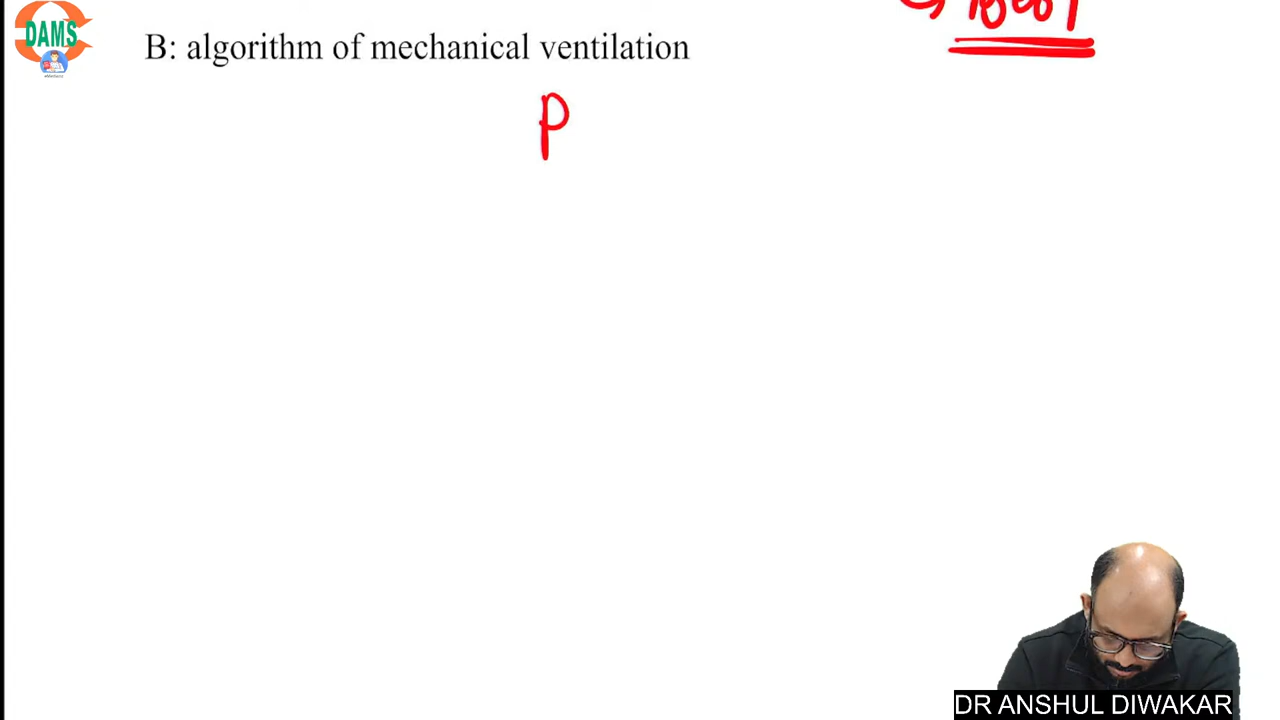 DAMS
B: algorithm of mechanical ventilation
P
DR ANSHUL DIWAKAR